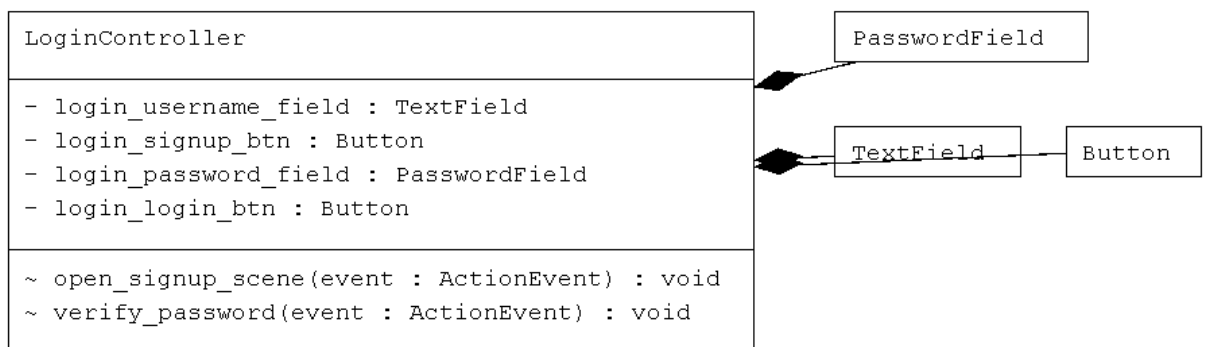 LoginController
- login_username_field : TextField
- login_signup_btn : Button
- login_password_field : PasswordField
- login_login_btn : Button
~ open_signup_scene(event : ActionEvent) : void
~ verify_password(event : ActionEvent) : void
PasswordField
TextField
Button